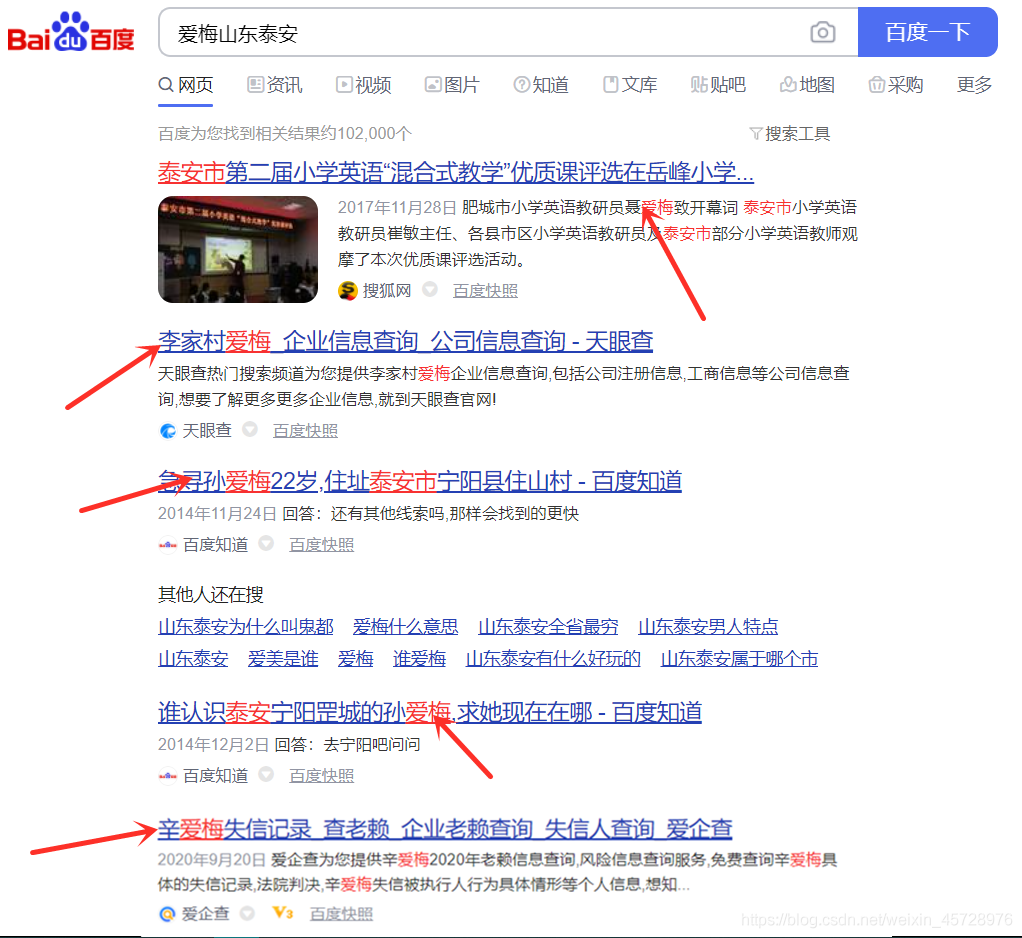 Bai du 百度
爱梅山东泰安
百度一下
网页 资讯 视频 图片 知道 文库 贴吧 地图 采购 更多
百度为您找到相关结果约102,000个
搜索工具
泰安市第二届小学英语“混合式教学”优质课评选在岳峰小学...
泰安市第二届小学英语“混合式教学”优质课评选
2017年11月28日 肥城市小学英语教研员聂爱梅致开幕词 泰安市小学英语
教研员崔敏主任、各县市区小学英语教研员及泰安市部分小学英语教师观
摩了本次优质课评选活动。
搜狐网 百度快照
李家村爱梅_企业信息查询_公司信息查询 - 天眼查
天眼查热门搜索频道为您提供李家村爱梅企业信息查询,包括公司注册信息,工商信息等公司信息查
询,想要了解更多更多企业信息,就到天眼查官网!
天眼查 百度快照
急寻孙爱梅22岁,住址泰安市宁阳县住山村 - 百度知道
2014年11月24日 回答：还有其他线索吗,那样会找到的更快
百度知道 百度快照
其他人还在搜
山东泰安为什么叫鬼都 爱梅什么意思 山东泰安全省最穷 山东泰安男人特点
山东泰安 爱美是谁 爱梅 谁爱梅 山东泰安有什么好玩的 山东泰安属于哪个市
谁认识泰安宁阳罡城的孙爱梅,求她现在在哪 - 百度知道
2014年12月2日 回答：去宁阳吧问问
百度知道 百度快照
辛爱梅失信记录_查老赖_企业老赖查询_失信人查询_爱企查
2020年9月20日 爱企查为您提供辛爱梅2020年老赖信息查询,风险信息查询服务,免费查询辛爱梅具
体的失信记录,法院判决,辛爱梅失信被执行人行为具体情形等个人信息,想知...
爱企查 V3 百度快照
https://blog.csdn.net/weixin_45728976